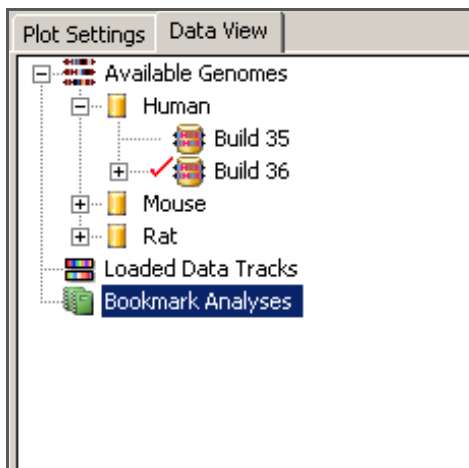 Plot Settings Data View
Available Genomes
Human
Build 35
Build 36
Mouse
Rat
Loaded Data Tracks
Bookmark Analyses